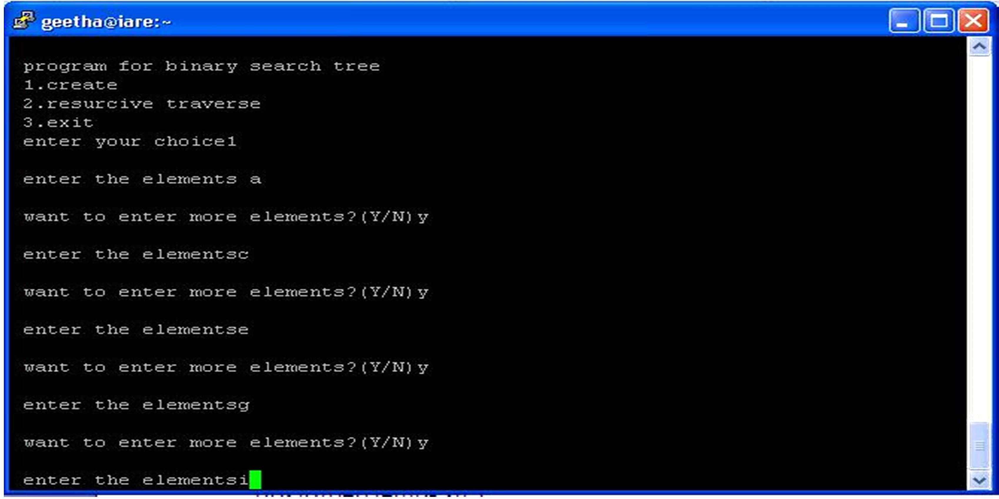 geetha@iare:~
program for binary search tree
1.create
2.resurcive traverse
3.exit
enter your choice1
enter the elements a
want to enter more elements?(Y/N)y
enter the elementsc
want to enter more elements?(Y/N)y
enter the elementse
want to enter more elements?(Y/N)y
enter the elementsg
want to enter more elements?(Y/N)y
enter the elementsi